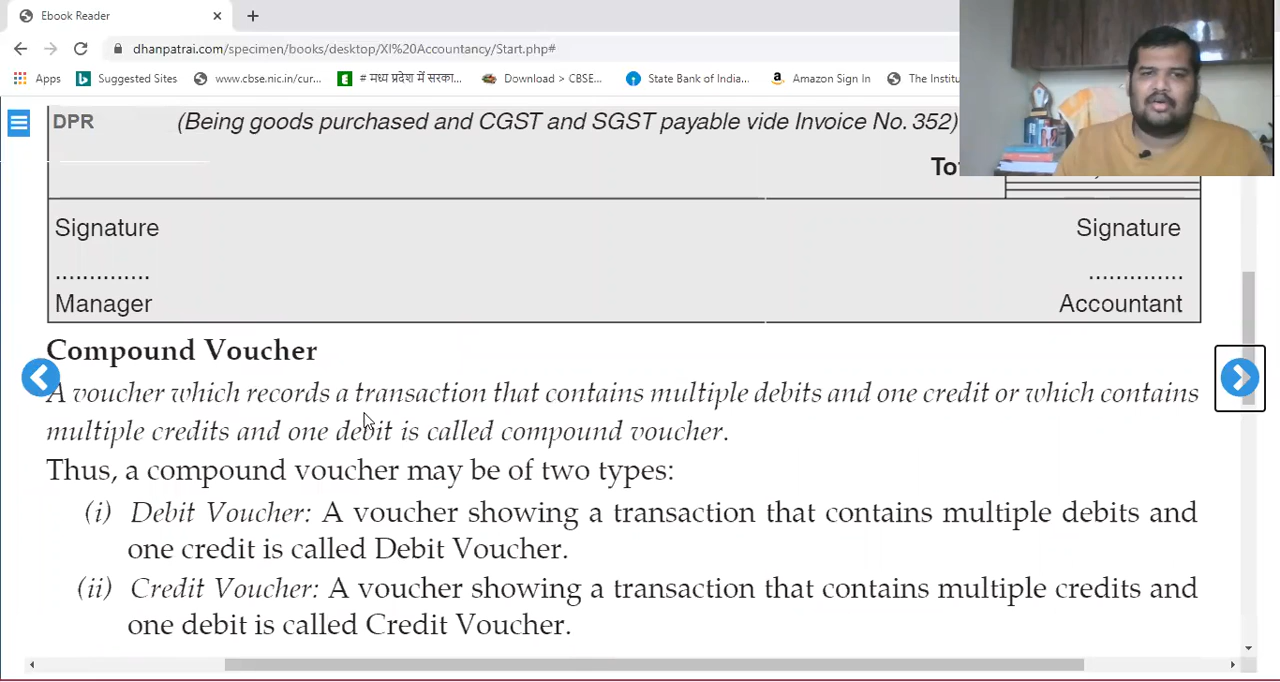 Ebook Reader
dhanpatrai.com/specimen/books/desktop/XI%20Accountancy/Start.php#
Apps Suggested Sites www.cbse.nic.in/cur... # मध्य प्रदेश में सरका... Download > CBSE... State Bank of India... Amazon Sign In The Institu
DPR (Being goods purchased and CGST and SGST payable vide Invoice No. 352)
Signature Signature
.............. ..............
Manager Accountant
Compound Voucher
A voucher which records a transaction that contains multiple debits and one credit or which contains
multiple credits and one debit is called compound voucher.
Thus, a compound voucher may be of two types:
(i) Debit Voucher: A voucher showing a transaction that contains multiple debits and
one credit is called Debit Voucher.
(ii) Credit Voucher: A voucher showing a transaction that contains multiple credits and
one debit is called Credit Voucher.